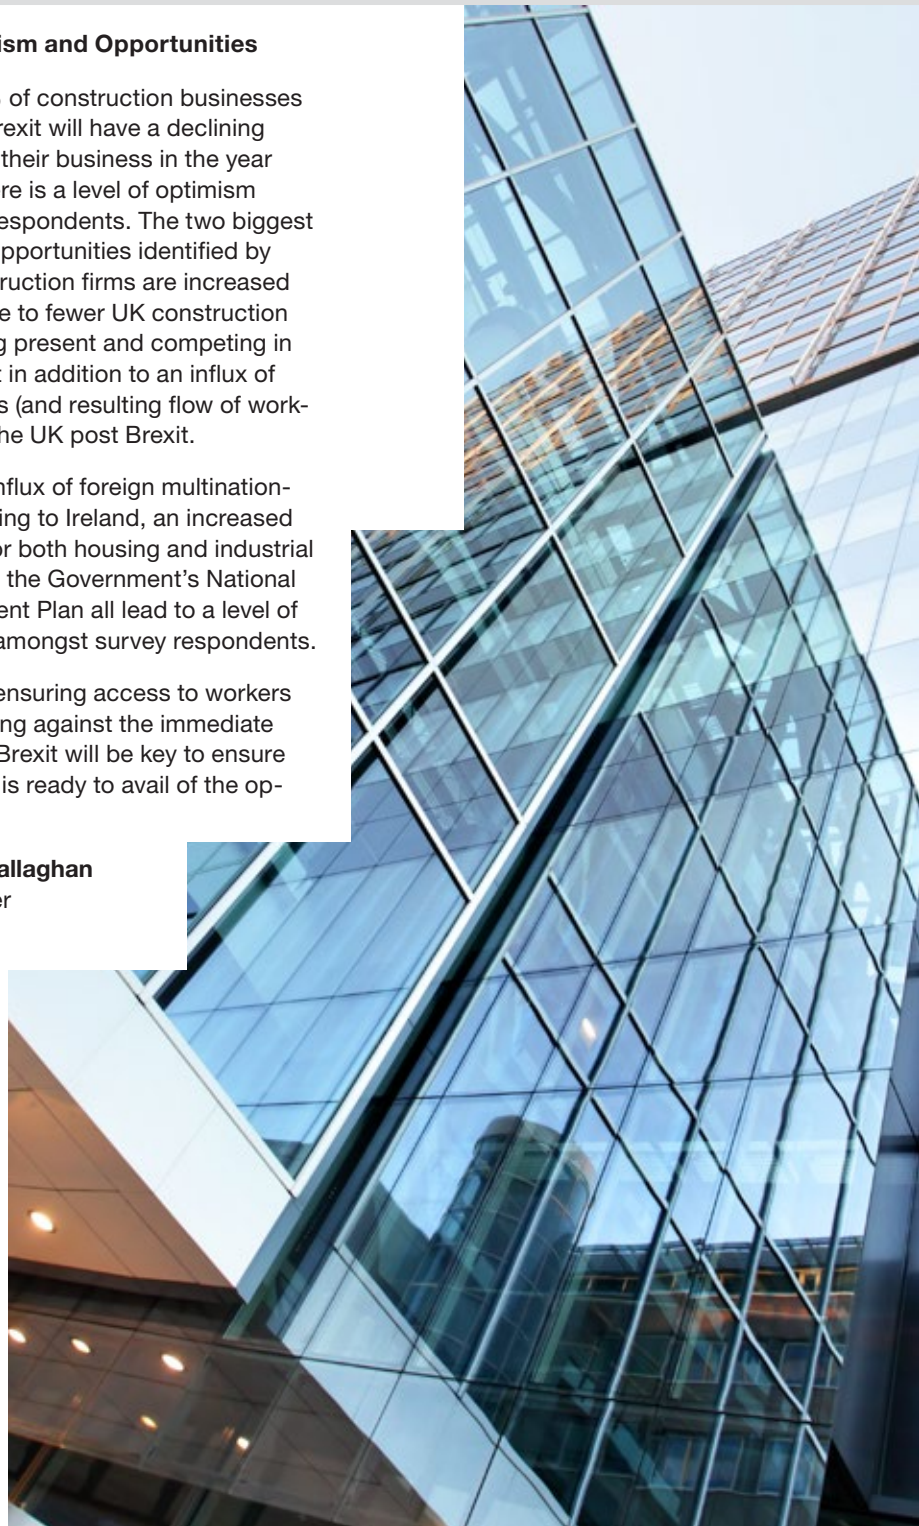 ism and Opportunities
of construction businesses
rexit will have a declining
their business in the year
re is a level of optimism
espondents. The two biggest
pportunities identified by
ruction firms are increased
e to fewer UK construction
g present and competing in
t in addition to an influx of
s (and resulting flow of work-
he UK post Brexit.
nflux of foreign multination-
ing to Ireland, an increased
or both housing and industrial
the Government's National
ent Plan all lead to a level of
amongst survey respondents.
ensuring access to workers
ng against the immediate
Brexit will be key to ensure
is ready to avail of the op-
allaghan
er